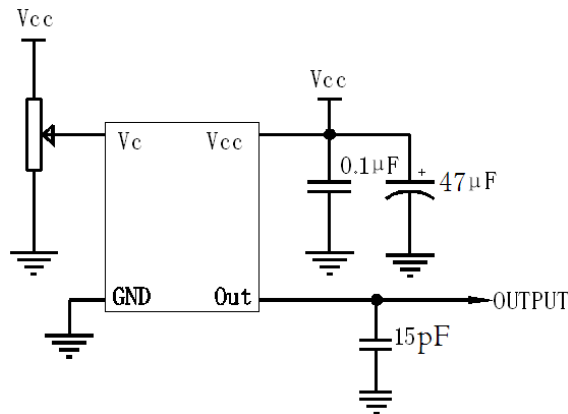 Vcc
Vcc
Vc
Vcc
0.1μF
+
47μF
GND
Out
OUTPUT
15pF